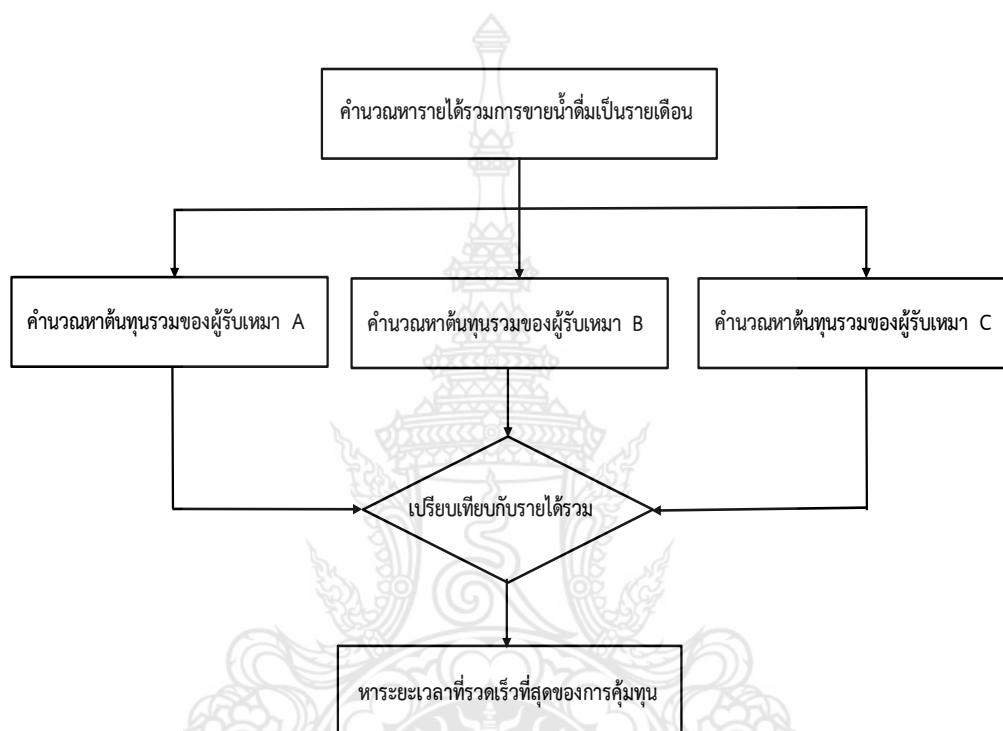 คำนวณหารายได้รวมการขายน้ำดื่มเป็นรายเดือน
คำนวณหาต้นทุนรวมของผู้รับเหมา A
คำนวณหาต้นทุนรวมของผู้รับเหมา B
คำนวณหาต้นทุนรวมของผู้รับเหมา C
เปรียบเทียบกับรายได้รวม
หาระยะเวลาที่รวดเร็วที่สุดของการคุ้มทุน